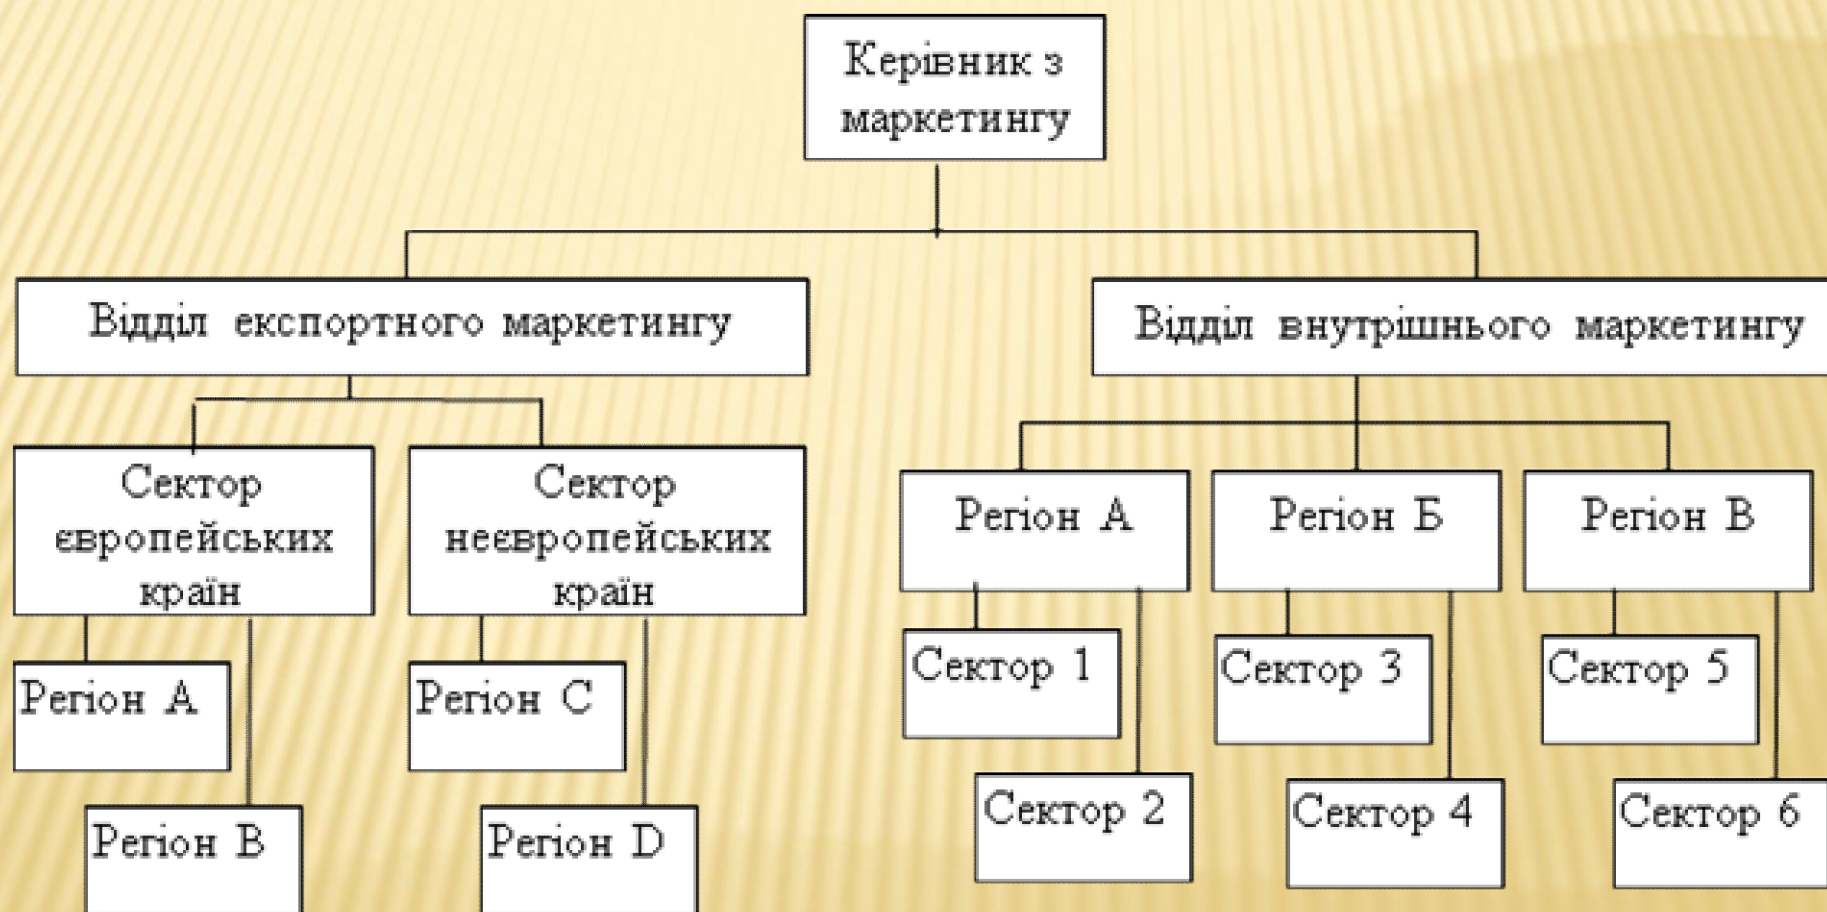 Керівник з
маркетингу
Відділ експортного маркетингу
Відділ внутрішнього маркетингу
Сектор
європейських
країн
Сектор
неєвропейських
країн
Регіон А
Регіон Б
Регіон В
Регіон А
Регіон В
Регіон С
Регіон D
Сектор 1
Сектор 2
Сектор 3
Сектор 4
Сектор 5
Сектор 6